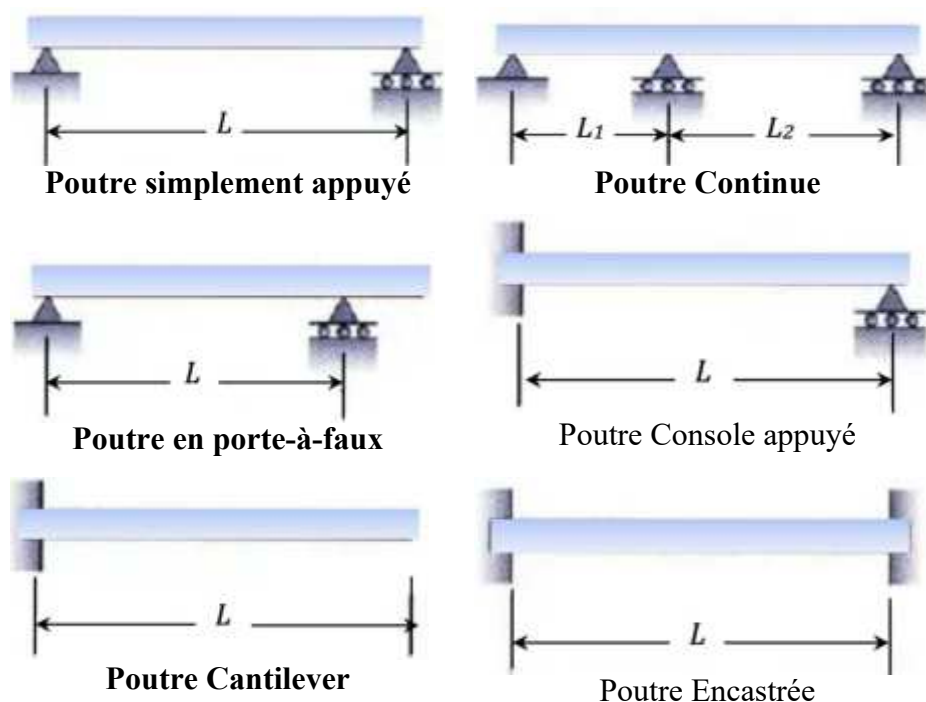 L
L1
L2
Poutre simplement appuyé
Poutre Continue
L
L
Poutre en porte-à-faux
Poutre Console appuyé
L
L
Poutre Cantilever
Poutre Encastrée